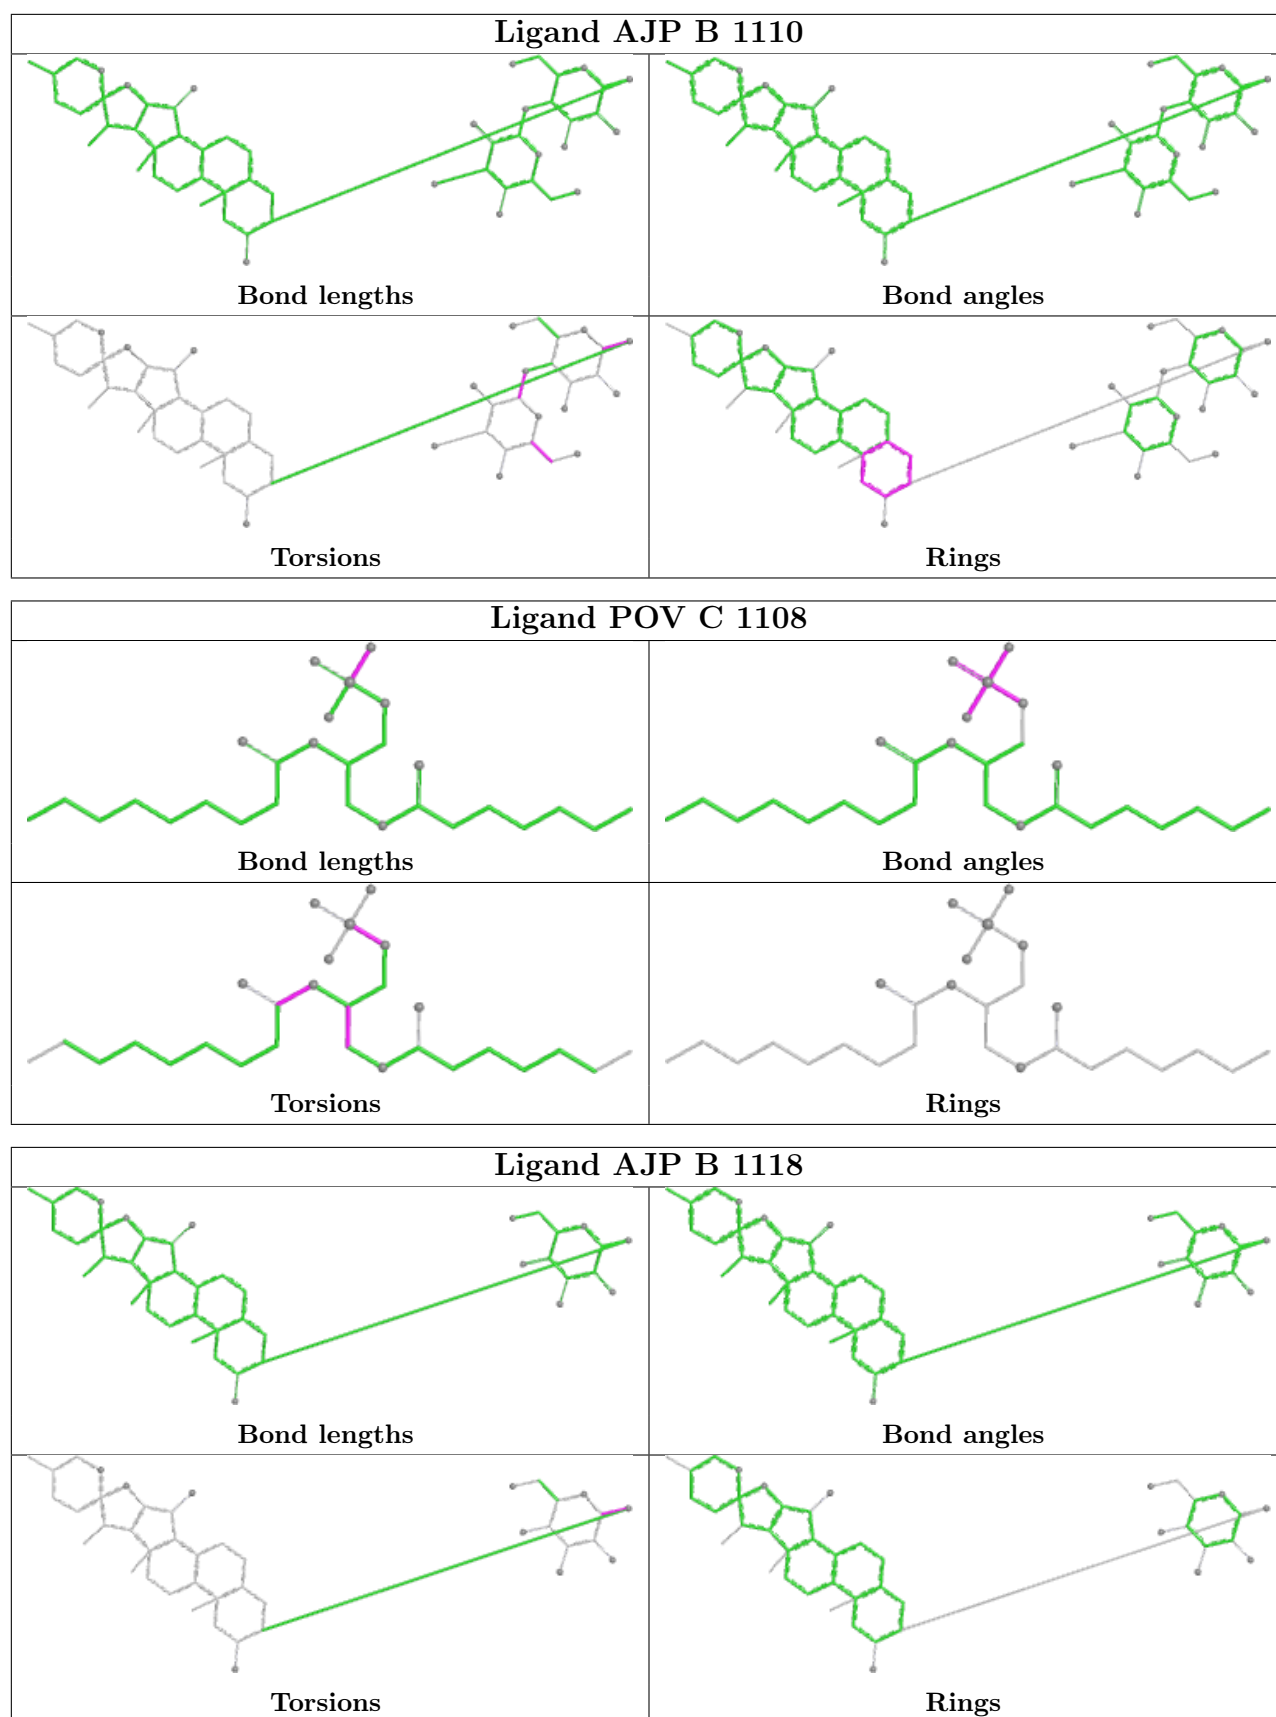 Ligand AJP B 1110
Bond lengths
Bond angles
Torsions
Rings
Ligand POV C 1108
Bond lengths
Bond angles
Torsions
Rings
Ligand AJP B 1118
Bond lengths
Bond angles
Torsions
Rings